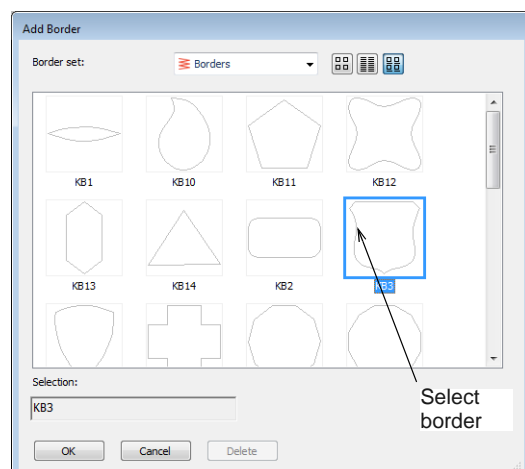 Add Border
Border set:
Borders
KB1
KB10
KB11
KB12
KB13
KB14
KB2
KB3
Selection:
KB3
Select
border
OK
Cancel
Delete